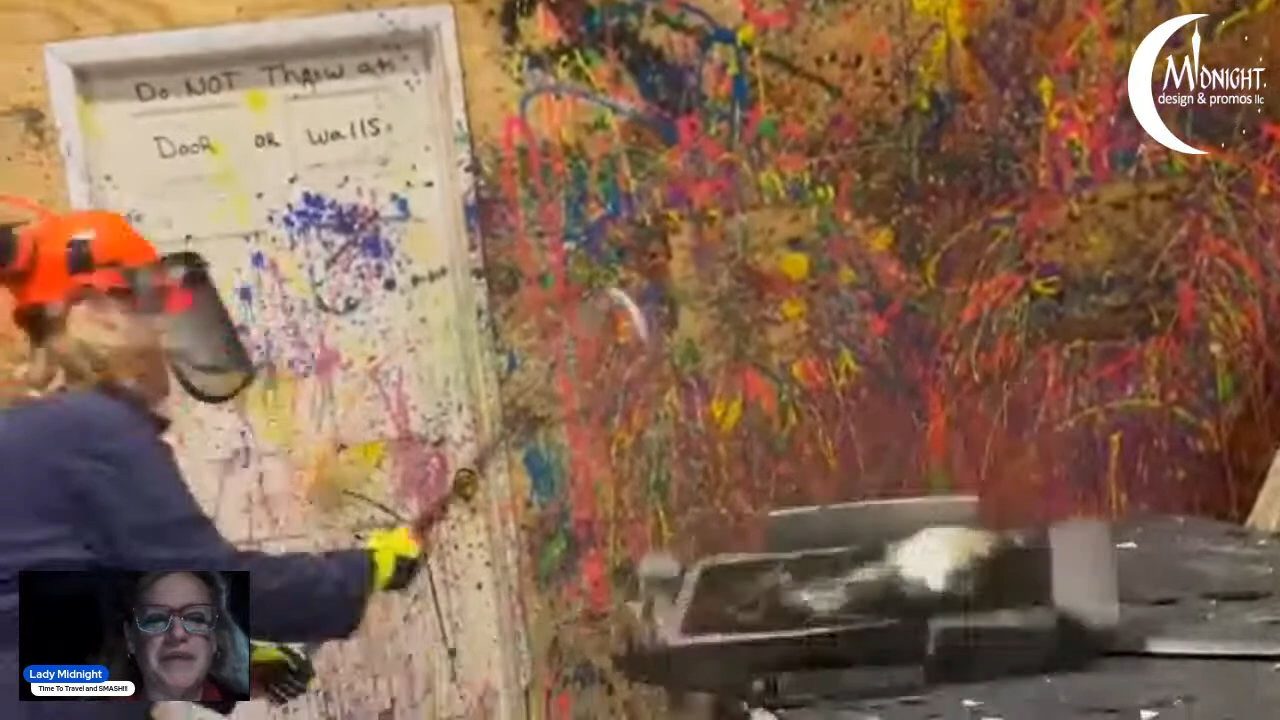 Do NOT Throw at
Door or Walls.
MIDNIGHT
design & promos llc
Lady Midnight
Time To Travel and SMASH!!!